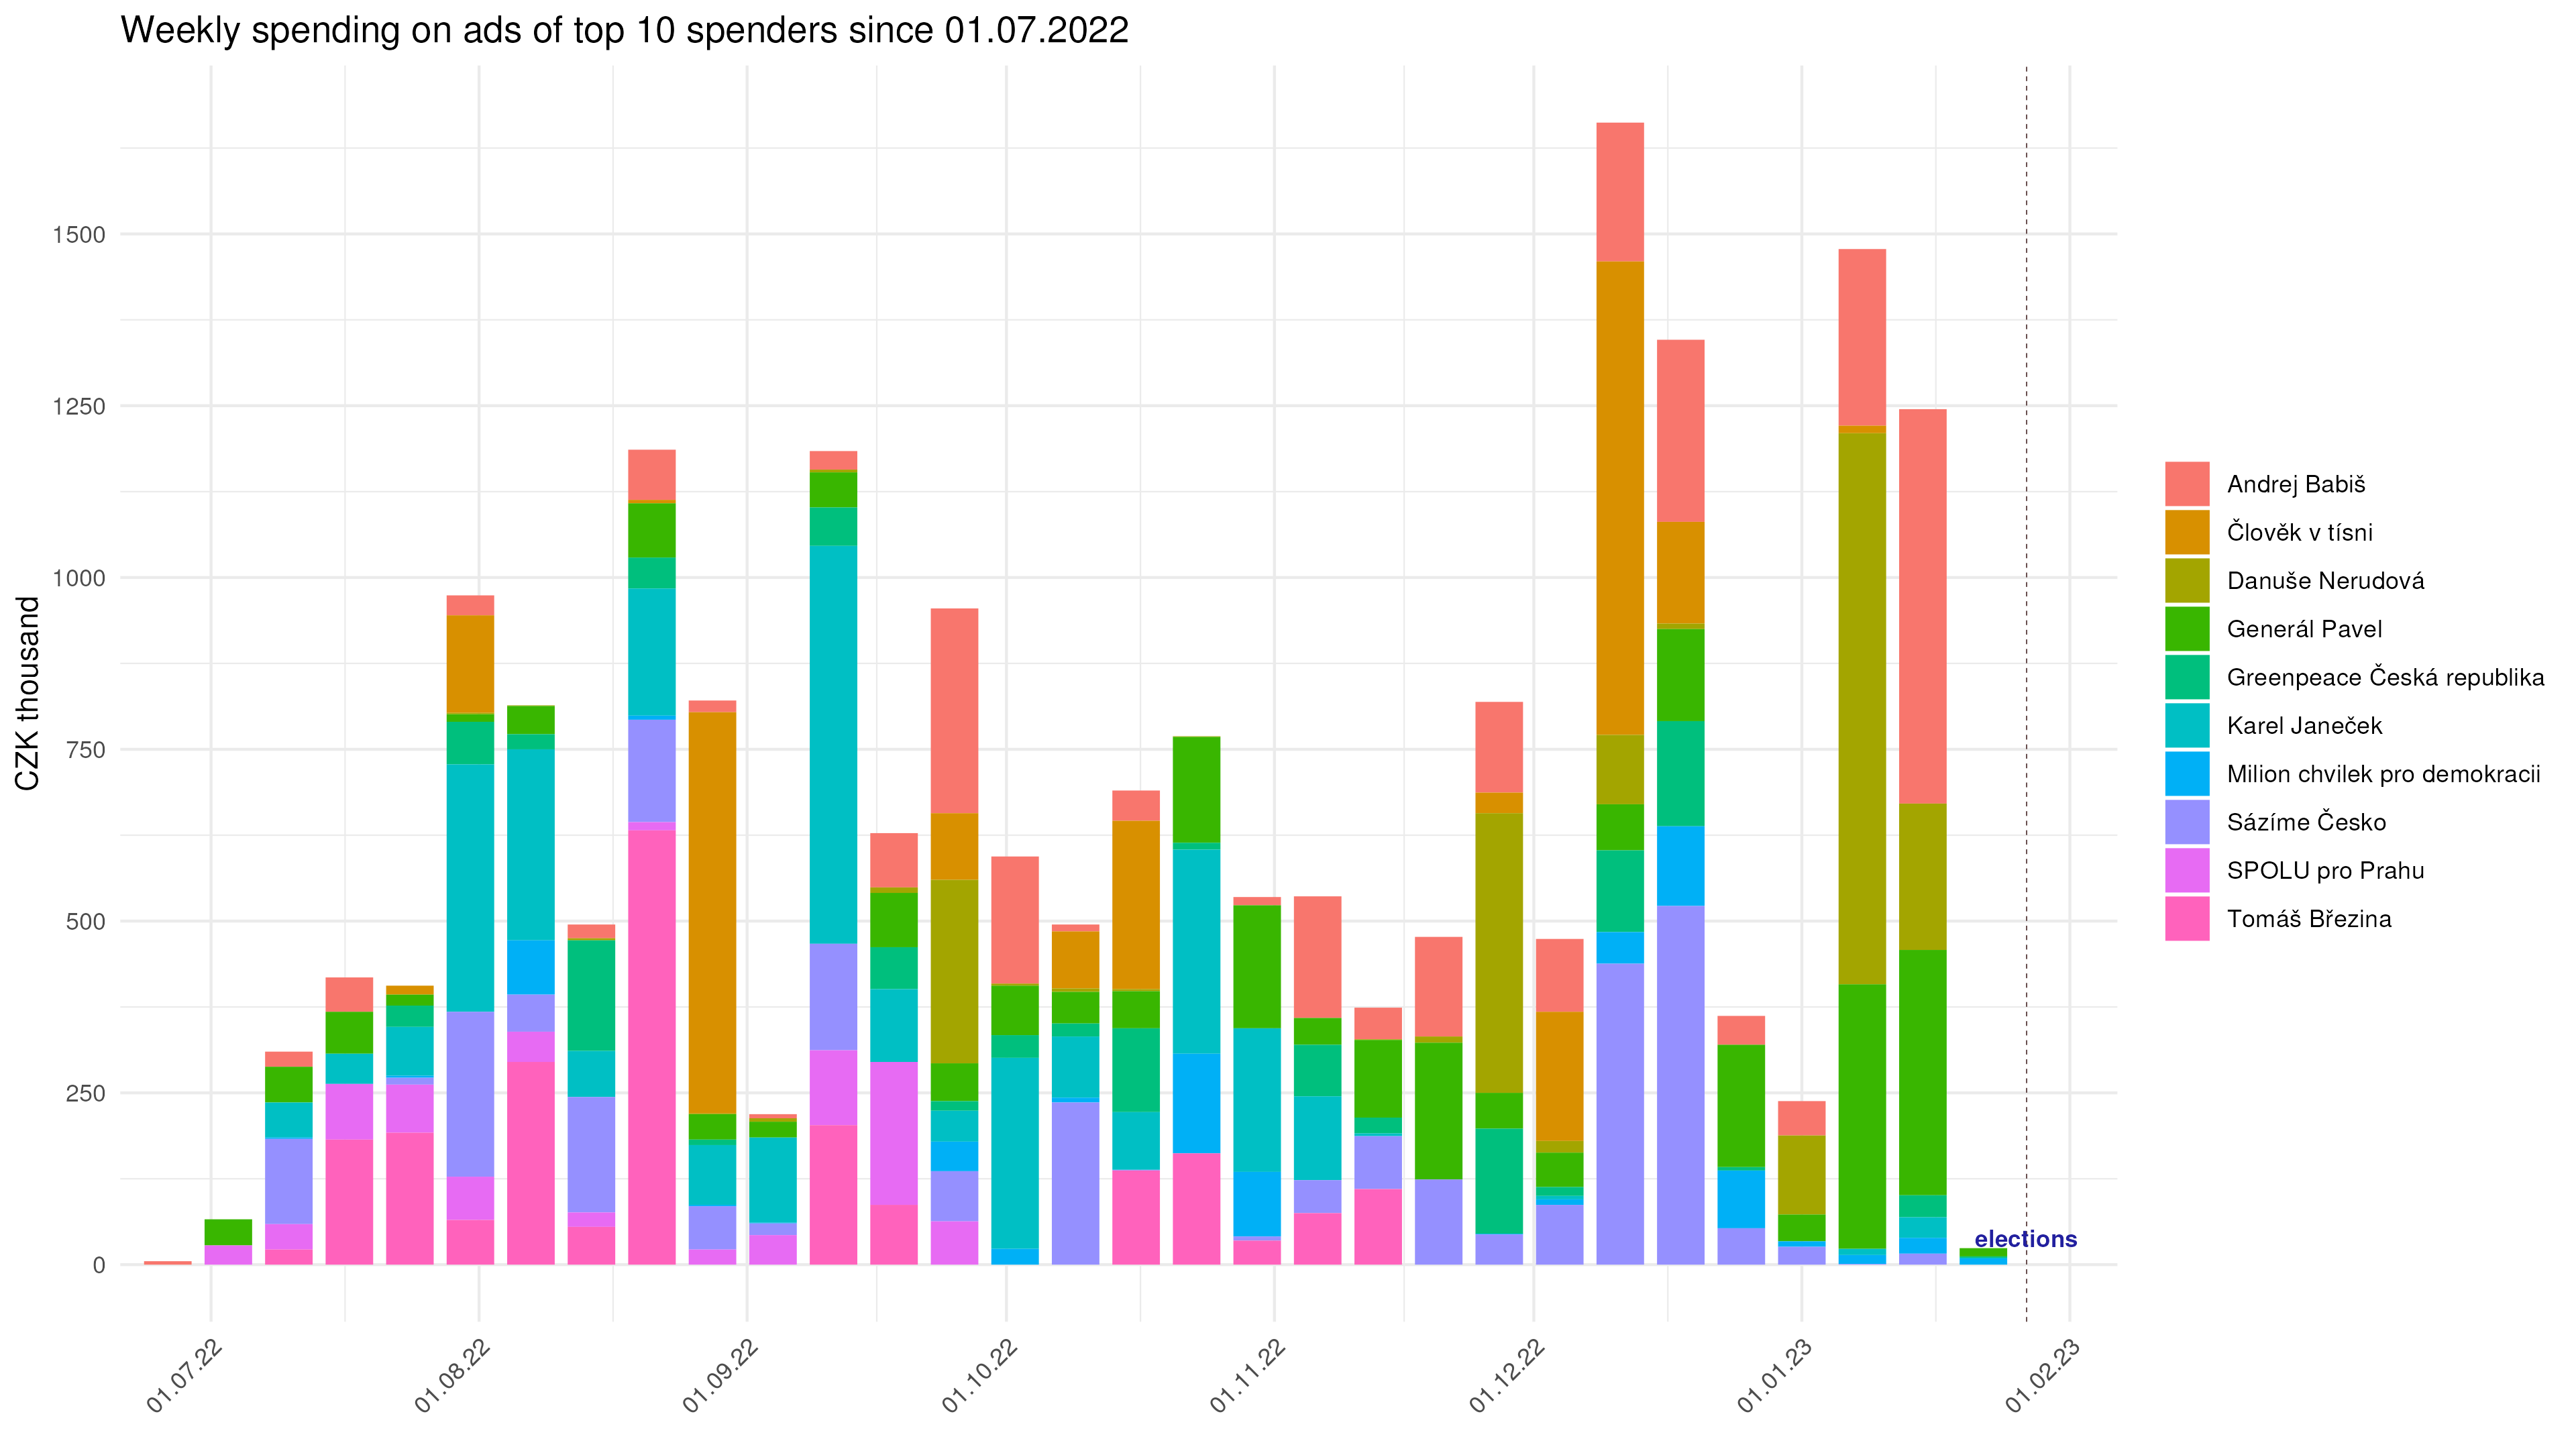 Weekly spending on ads of top 10 spenders since 01.07.2022
CZK thousand
1500
1250
1000
750
500
250
0
elections
01.07.22
01.08.22
01.09.22
01.10.22
01.11.22
01.12.22
01.01.23
01.02.23
Andrej Babiš
Člověk v tísni
Danuše Nerudová
Generál Pavel
Greenpeace Česká republika
Karel Janeček
Milion chvilek pro demokracii
Sázíme Česko
SPOLU pro Prahu
Tomáš Březina